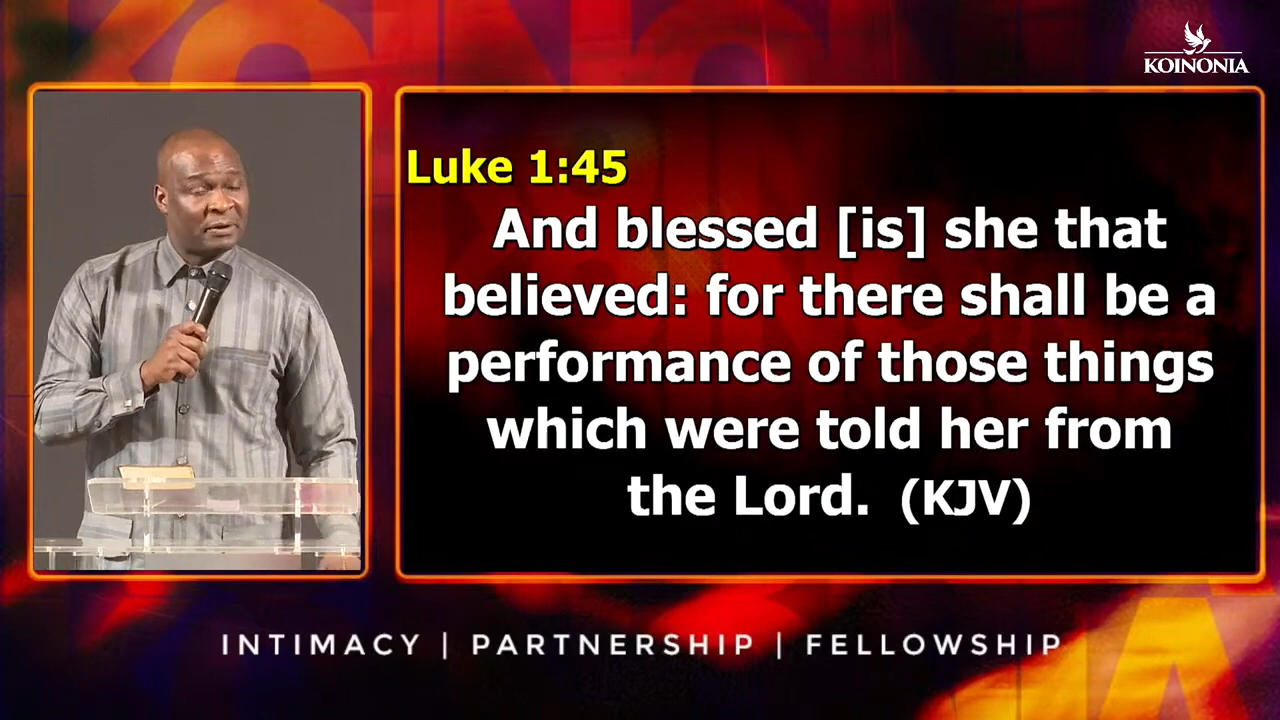 KOINONIA
Luke 1:45
And blessed [is] she that
believed: for there shall be a
performance of those things
which were told her from
the Lord. (KJV)
INTIMACY | PARTNERSHIP | FELLOWSHIP